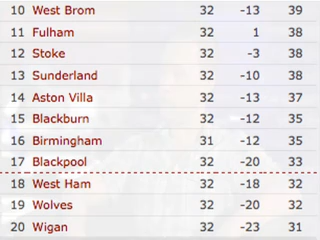 10 West Brom 32 -13 39
11 Fulham 32 1 38
12 Stoke 32 -3 38
13 Sunderland 32 -10 38
14 Aston Villa 32 -13 37
15 Blackburn 32 -12 35
16 Birmingham 31 -12 35
17 Blackpool 32 -20 33
18 West Ham 32 -18 32
19 Wolves 32 -20 32
20 Wigan 32 -23 31